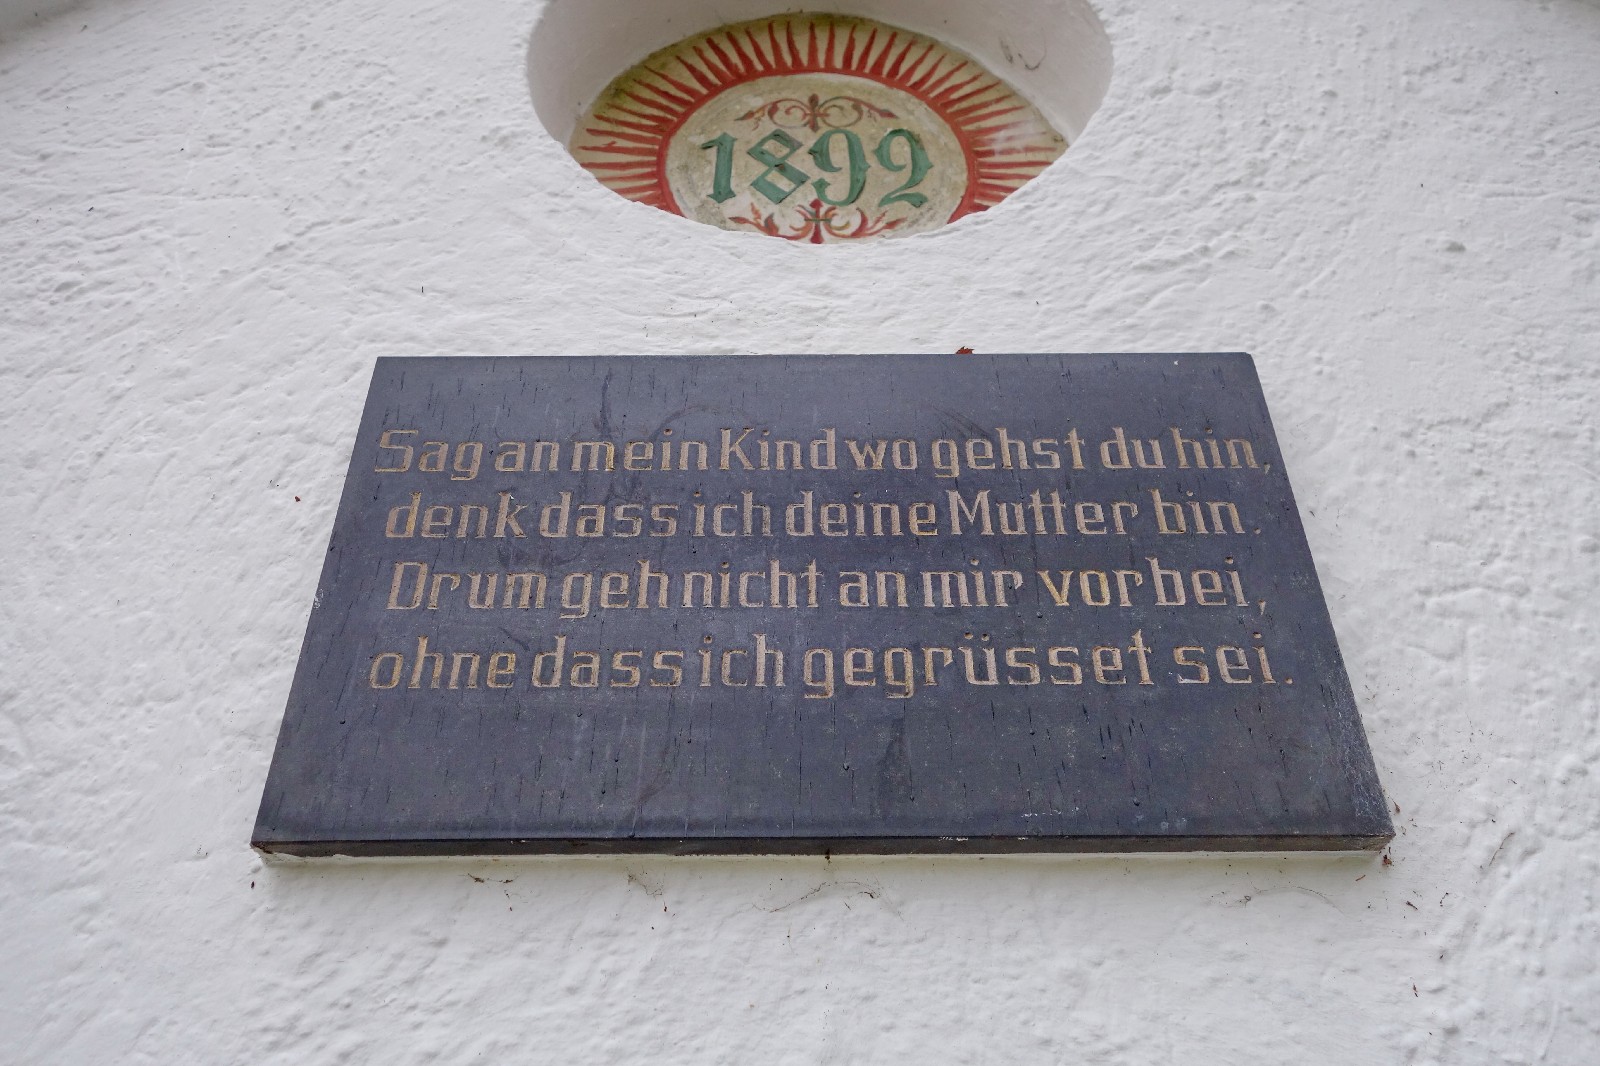 1892
Sag an mein Kind wo gehst du hin,
denk dass ich deine Mutter bin.
Drum geh nicht an mir vorbei,
ohne dass ich gegrüsset sei.